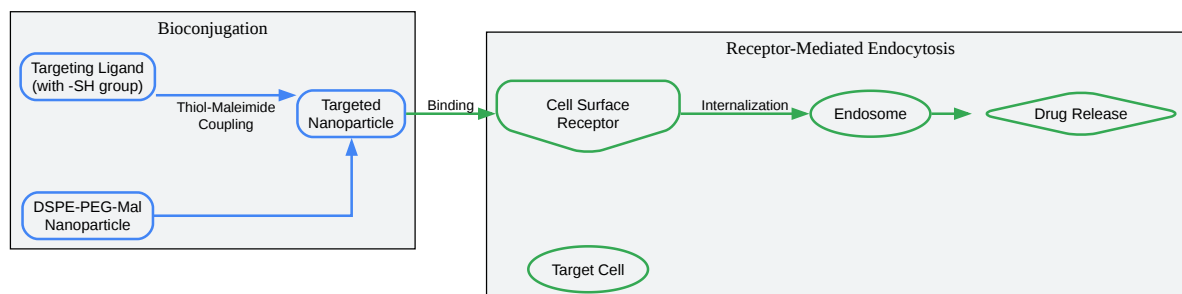 Bioconjugation
Targeting Ligand
(with -SH group)
Thiol-Maleimide
Coupling
Targeted
Nanoparticle
DSPE-PEG-Mal
Nanoparticle
Binding
Receptor-Mediated Endocytosis
Cell Surface
Receptor
Internalization
Endosome
Drug Release
Target Cell